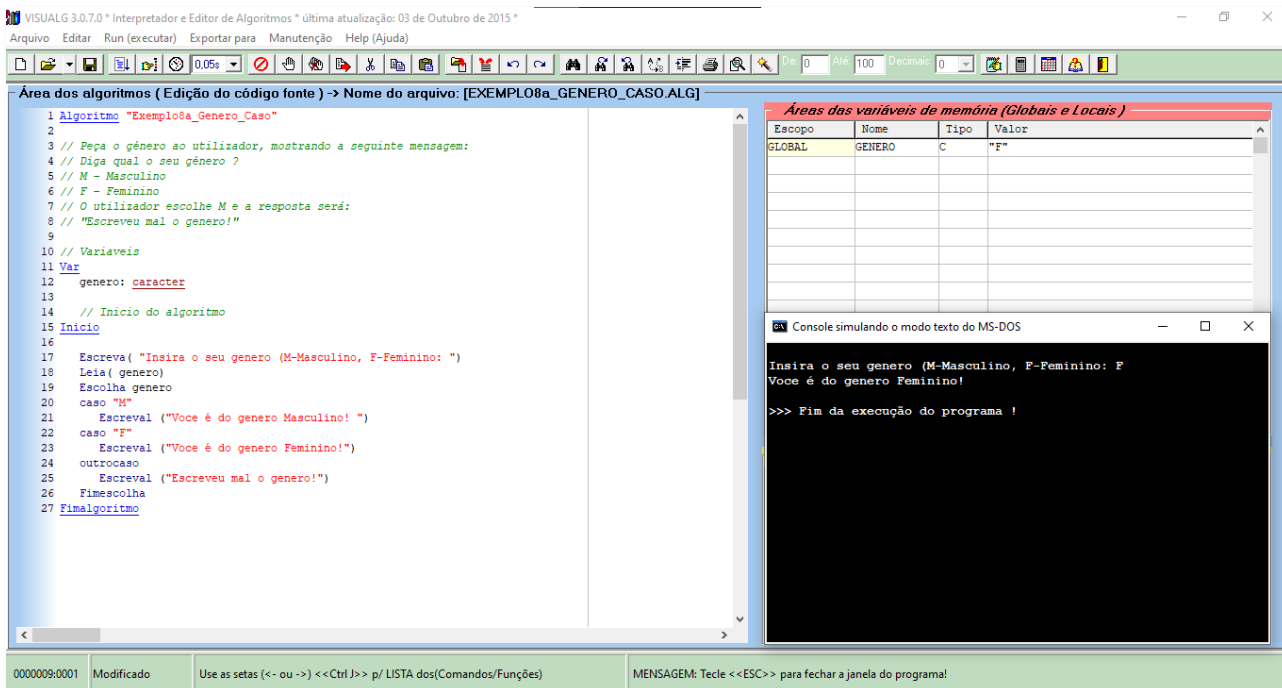 VISUALG 3.0.7.0 * Interpretador e Editor de Algoritmos * última atualização: 03 de Outubro de 2015 *
Arquivo Editar Run (executar) Exportar para Manutenção Help (Ajuda)
0,05s De: 0 Até: 100 Decimais: 0
Área dos algoritmos ( Edição do código fonte ) -> Nome do arquivo: [EXEMPLO8a_GENERO_CASO.ALG]
1 Algoritmo "Exemplo8a_Genero_Caso"
2
3 // Peça o género ao utilizador, mostrando a seguinte mensagem:
4 // Diga qual o seu género ?
5 // M - Masculino
6 // F - Feminino
7 // O utilizador escolhe M e a resposta será:
8 // "Escreveu mal o genero!"
9
10 // Variaveis
11 Var
12 genero: caracter
13
14 // Inicio do algoritmo
15 Inicio
16
17 Escreva( "Insira o seu genero (M-Masculino, F-Feminino: ")
18 Leia( genero)
19 Escolha genero
20 caso "M"
21 Escreval ("Voce é do genero Masculino! ")
22 caso "F"
23 Escreval ("Voce é do genero Feminino!")
24 outrocaso
25 Escreval ("Escreveu mal o genero!")
26 Fimescolha
27 Fimalgoritmo
Áreas das variáveis de memória (Globais e Locais )
Escopo Nome Tipo Valor
GLOBAL GENERO C "F"
Console simulando o modo texto do MS-DOS
Insira o seu genero (M-Masculino, F-Feminino: F
Voce é do genero Feminino!
>>> Fim da execução do programa !
0000009:0001 Modificado Use as setas (<- ou ->) <<Ctrl J>> p/ LISTA dos(Comandos/Funções) MENSAGEM: Tecle <<ESC>> para fechar a janela do programa!